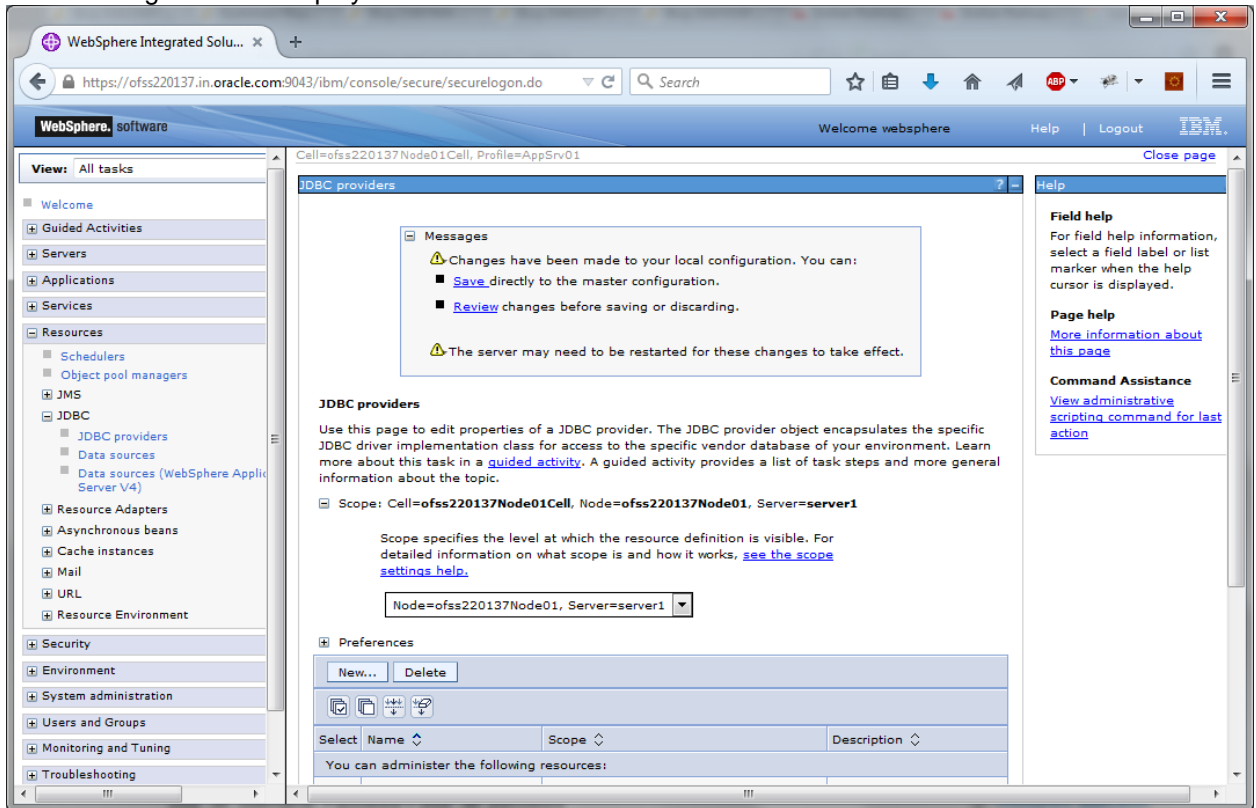 WebSphere Integrated Solu... ×
https://ofss220137.in.oracle.com:9043/ibm/console/secure/securelogon.do
Search
ABP
WebSphere. software
Welcome websphere
Help | Logout
IBM.
View: All tasks
Welcome
Guided Activities
Servers
Applications
Services
Resources
Schedulers
Object pool managers
JMS
JDBC
JDBC providers
Data sources
Data sources (WebSphere Applic
Server V4)
Resource Adapters
Asynchronous beans
Cache instances
Mail
URL
Resource Environment
Security
Environment
System administration
Users and Groups
Monitoring and Tuning
Troubleshooting
Cell=ofss220137Node01Cell, Profile=AppSrv01
Close page
JDBC providers
? –
Messages
Changes have been made to your local configuration. You can:
Save directly to the master configuration.
Review changes before saving or discarding.
The server may need to be restarted for these changes to take effect.
JDBC providers
Use this page to edit properties of a JDBC provider. The JDBC provider object encapsulates the specific
JDBC driver implementation class for access to the specific vendor database of your environment. Learn
more about this task in a guided activity. A guided activity provides a list of task steps and more general
information about the topic.
Scope: Cell=ofss220137Node01Cell, Node=ofss220137Node01, Server=server1
Scope specifies the level at which the resource definition is visible. For
detailed information on what scope is and how it works, see the scope
settings help.
Node=ofss220137Node01, Server=server1
Preferences
New... Delete
Select Name Scope Description
You can administer the following resources:
Help
Field help
For field help information,
select a field label or list
marker when the help
cursor is displayed.
Page help
More information about
this page
Command Assistance
View administrative
scripting command for last
action